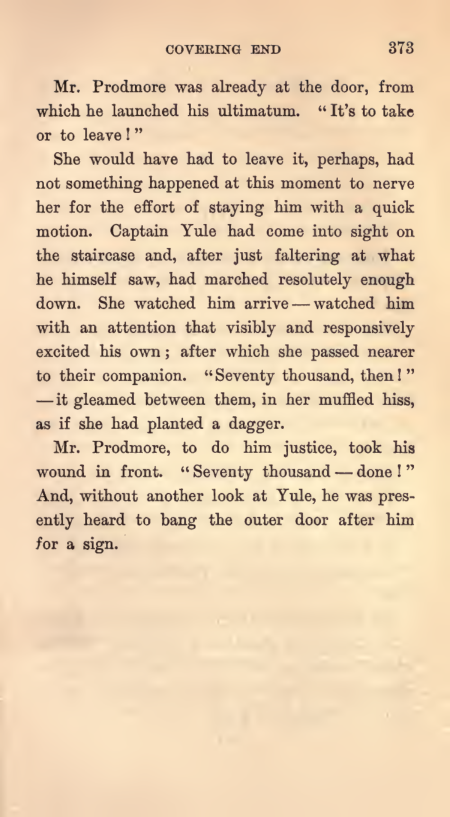 COVERING END 373
Mr. Prodmore was already at the door, from
which he launched his ultimatum. "It's to take
or to leave!"
She would have had to leave it, perhaps, had
not something happened at this moment to nerve
her for the effort of staying him with a quick
motion. Captain Yule had come into sight on
the staircase and, after just faltering at what
he himself saw, had marched resolutely enough
down. She watched him arrive — watched him
with an attention that visibly and responsively
excited his own; after which she passed nearer
to their companion. "Seventy thousand, then!"
— it gleamed between them, in her muffled hiss,
as if she had planted a dagger.
Mr. Prodmore, to do him justice, took his
wound in front. "Seventy thousand — done!"
And, without another look at Yule, he was pres-
ently heard to bang the outer door after him
for a sign.